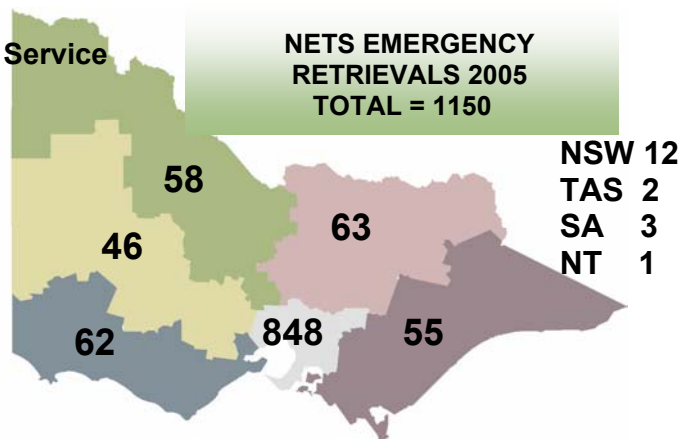 Service
NETS EMERGENCY
RETRIEVALS 2005
TOTAL = 1150
NSW 12
TAS 2
SA 3
NT 1
58
63
46
848
55
62